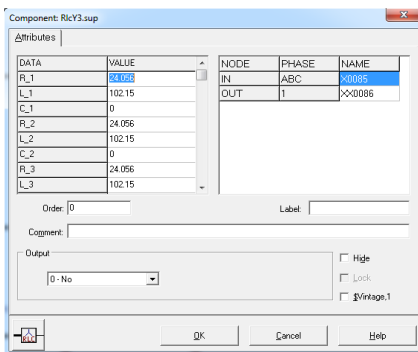 Component: RlcY3.sup
Attributes
DATA VALUE
R_1 24.056
L_1 102.15
C_1 0
R_2 24.056
L_2 102.15
C_2 0
R_3 24.056
L_3 102.15
NODE PHASE NAME
IN ABC X0085
OUT 1 XX0086
Order: 0
Label:
Comment:
Output
0 - No
Hide
Lock
$Vintage,1
RLC
OK
Cancel
Help